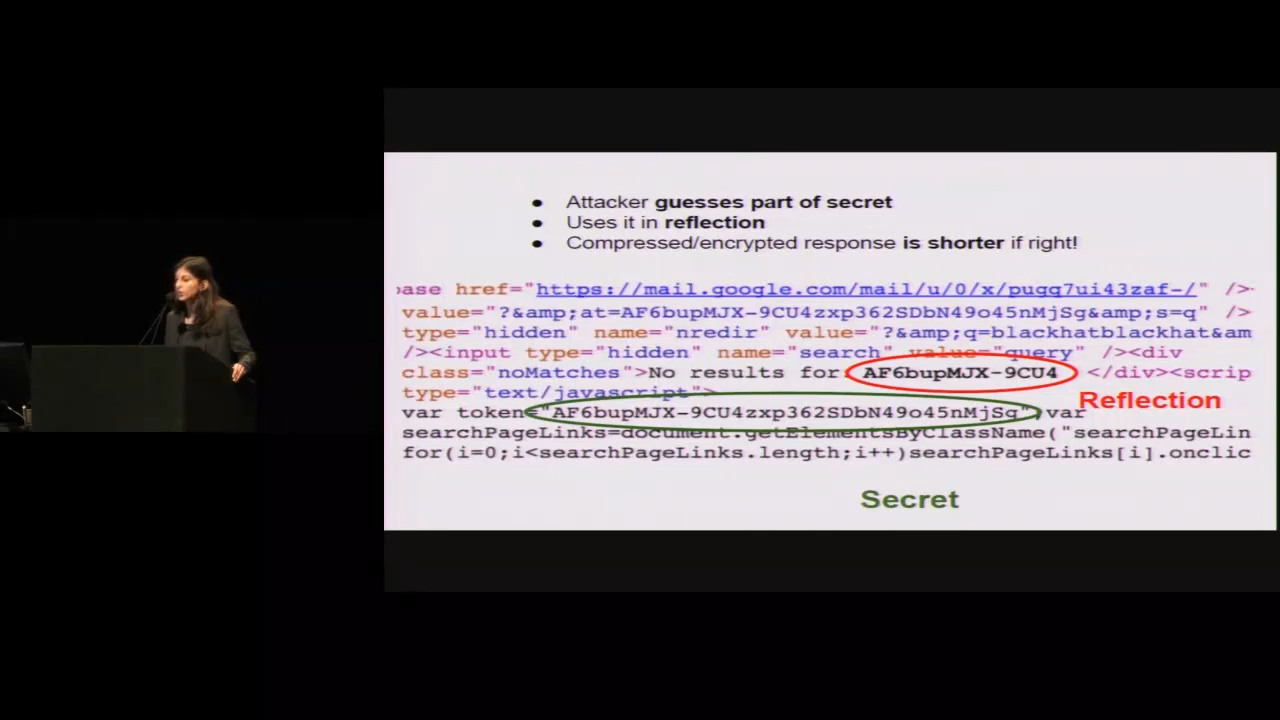 ● Attacker guesses part of secret
● Uses it in reflection
● Compressed/encrypted response is shorter if right!
ase href="https://mail.google.com/mail/u/0/x/pugq7ui43zaf-/" />
value="?&amp;at=AF6bupMJX-9CU4zxp362SDbN49o45nMjSg&amp;s=q" />
type="hidden" name="nredir" value="?&amp;q=blackhatblackhat&am
/><input type="hidden" name="search" value="query" /><div
class="noMatches">No results for AF6bupMJX-9CU4 </div><scrip
type="text/javascript">
Reflection
var token="AF6bupMJX-9CU4zxp362SDbN49o45nMjSg";var
searchPageLinks=document.getElementsByClassName("searchPageLin
for(i=0;i<searchPageLinks.length;i++)searchPageLinks[i].onclic
Secret